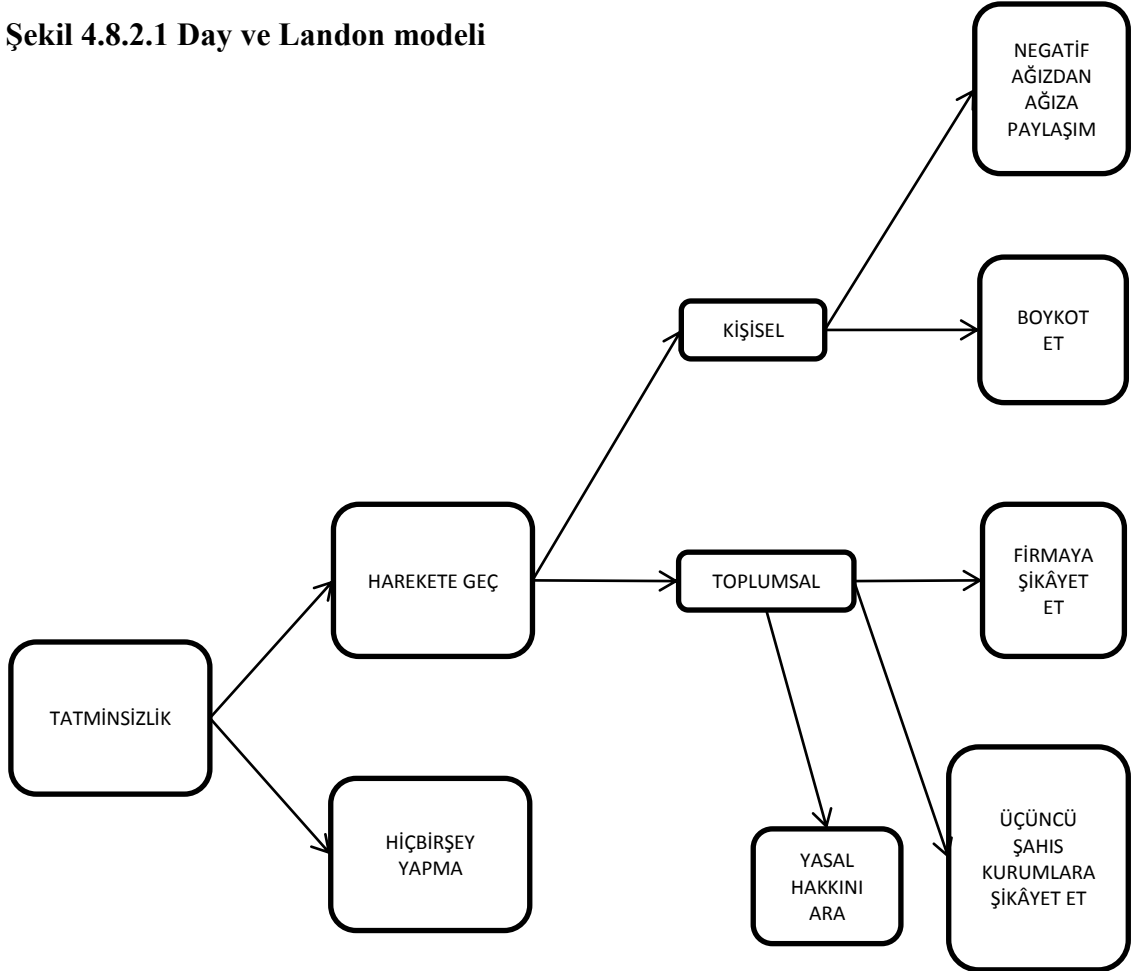 Şekil 4.8.2.1 Day ve Landon modeli
NEGATİF
AĞIZDAN
AĞIZA
PAYLAŞIM
KİŞİSEL
BOYKOT
ET
HAREKETE GEÇ
TOPLUMSAL
FİRMAYA
ŞİKÂYET
ET
TATMİNSİZLİK
HİÇBİRŞEY
YAPMA
YASAL
HAKKINI
ARA
ÜÇÜNCÜ
ŞAHIS
KURUMLARA
ŞİKÂYET ET